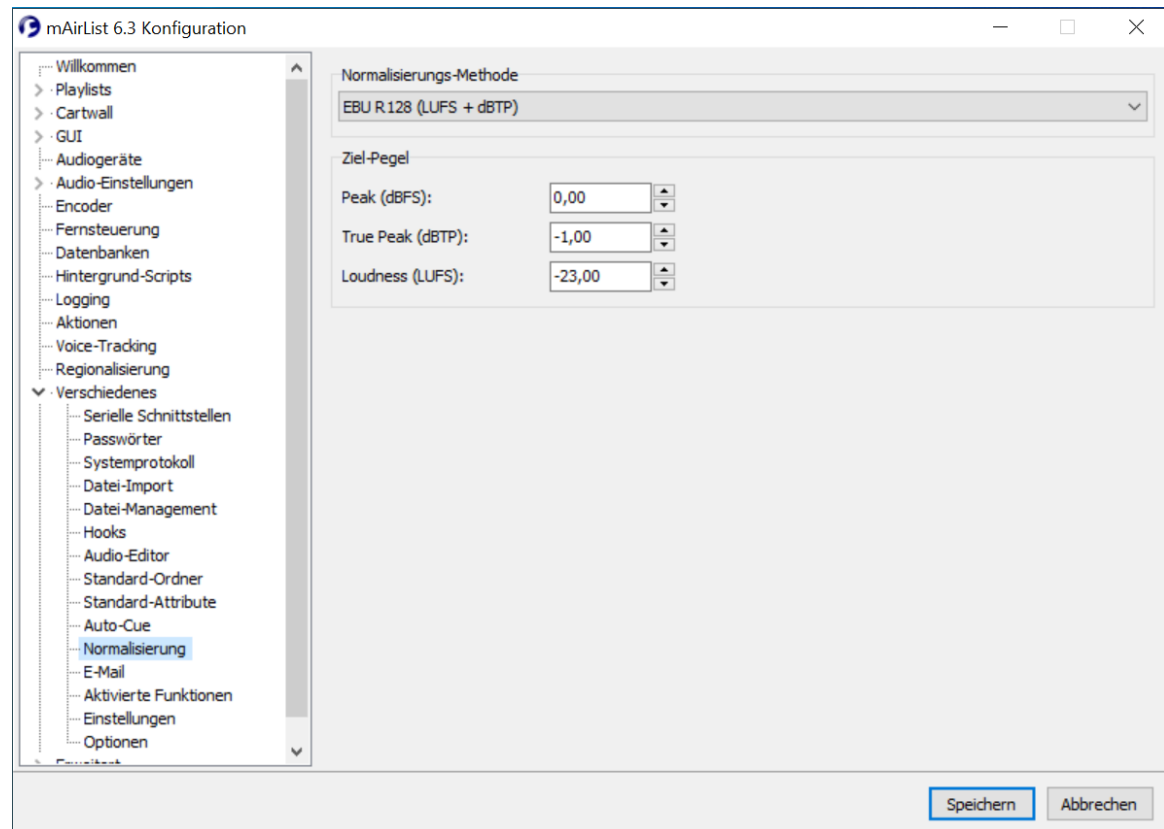 mAirList 6.3 Konfiguration
Willkommen
Playlists
Cartwall
GUI
Audiogeräte
Audio-Einstellungen
Encoder
Fernsteuerung
Datenbanken
Hintergrund-Scripts
Logging
Aktionen
Voice-Tracking
Regionalisierung
Verschiedenes
Serielle Schnittstellen
Passwörter
Systemprotokoll
Datei-Import
Datei-Management
Hooks
Audio-Editor
Standard-Ordner
Standard-Attribute
Auto-Cue
Normalisierung
E-Mail
Aktivierte Funktionen
Einstellungen
Optionen
Normalisierungs-Methode
EBU R128 (LUFS + dBTP)
Ziel-Pegel
Peak (dBFS): 0,00
True Peak (dBTP): -1,00
Loudness (LUFS): -23,00
Speichern Abbrechen